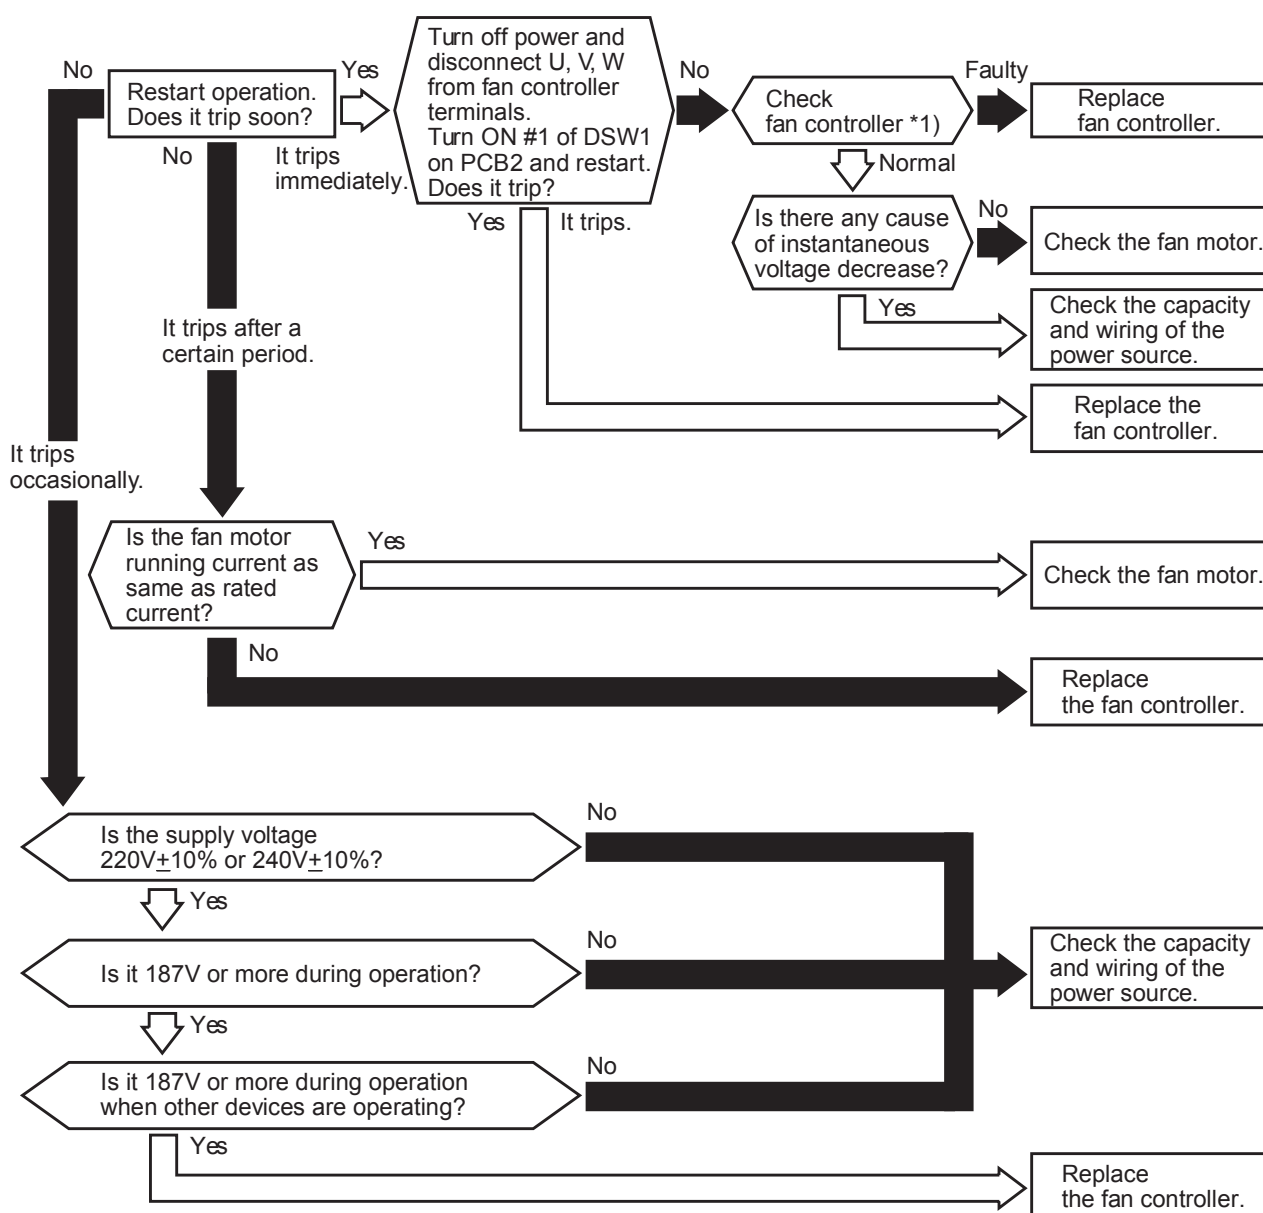 No
Restart operation.
Does it trip soon?
Yes
No
It trips
immediately.
Turn off power and
disconnect U, V, W
from fan controller
terminals.
Turn ON #1 of DSW1
on PCB2 and restart.
Does it trip?
No
Check
fan controller *1)
Faulty
Replace
fan controller.
Normal
Yes
It trips.
Is there any cause
of instantaneous
voltage decrease?
No
Check the fan motor.
Yes
Check the capacity
and wiring of the
power source.
Replace the
fan controller.
It trips after a
certain period.
It trips
occasionally.
Is the fan motor
running current as
same as rated
current?
Yes
Check the fan motor.
No
Replace
the fan controller.
Is the supply voltage
220V±10% or 240V±10%?
No
Yes
Is it 187V or more during operation?
No
Check the capacity
and wiring of the
power source.
Yes
Is it 187V or more during operation
when other devices are operating?
No
Yes
Replace
the fan controller.